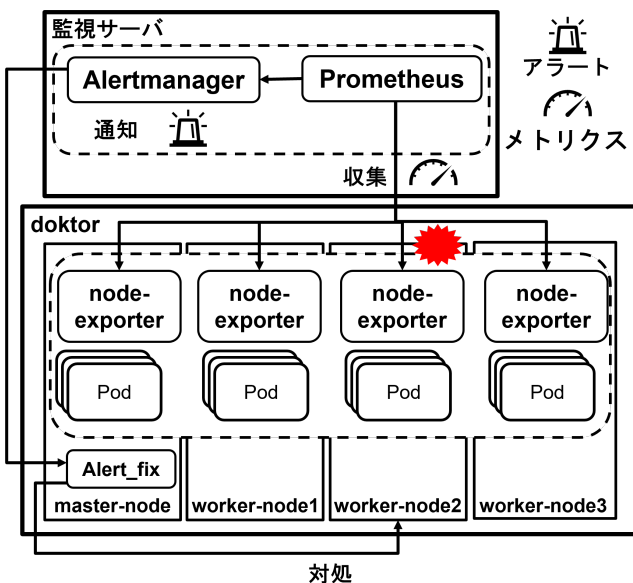 監視サーバ
Alertmanager
Prometheus
通知
収集
アラート
メトリクス
doktor
node-
exporter
node-
exporter
node-
exporter
node-
exporter
Pod
Pod
Pod
Pod
Alert_fix
master-node
worker-node1
worker-node2
worker-node3
対処